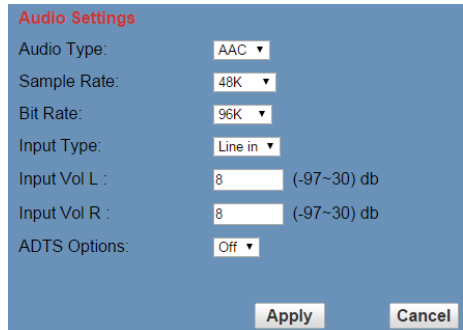 Audio Settings
Audio Type: AAC
Sample Rate: 48K
Bit Rate: 96K
Input Type: Line in
Input Vol L : 8 (-97~30) db
Input Vol R : 8 (-97~30) db
ADTS Options: Off
Apply Cancel